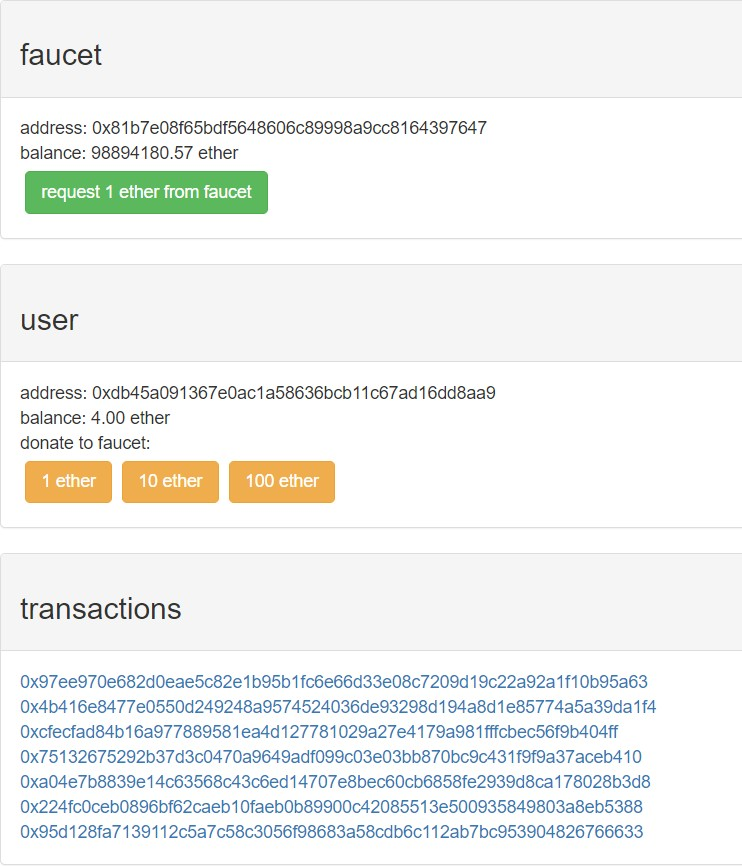 faucet
address: 0x81b7e08f65bdf5648606c89998a9cc8164397647
balance: 98894180.57 ether
request 1 ether from faucet
user
address: 0xdb45a091367e0ac1a58636bcb11c67ad16dd8aa9
balance: 4.00 ether
donate to faucet:
1 ether 10 ether 100 ether
transactions
0x97ee970e682d0eae5c82e1b95b1fc6e66d33e08c7209d19c22a92a1f10b95a63
0x4b416e8477e0550d249248a9574524036de93298d194a8d1e85774a5a39da1f4
0xcfecfad84b16a977889581ea4d127781029a27e4179a981fffcbec56f9b404ff
0x75132675292b37d3c0470a9649adf099c03e03bb870bc9c431f9f9a37aceb410
0xa04e7b8839e14c63568c43c6ed14707e8bec60cb6858fe2939d8ca178028b3d8
0x224fc0ceb0896bf62caeb10faeb0b89900c42085513e500935849803a8eb5388
0x95d128fa7139112c5a7c58c3056f98683a58cdb6c112ab7bc953904826766633